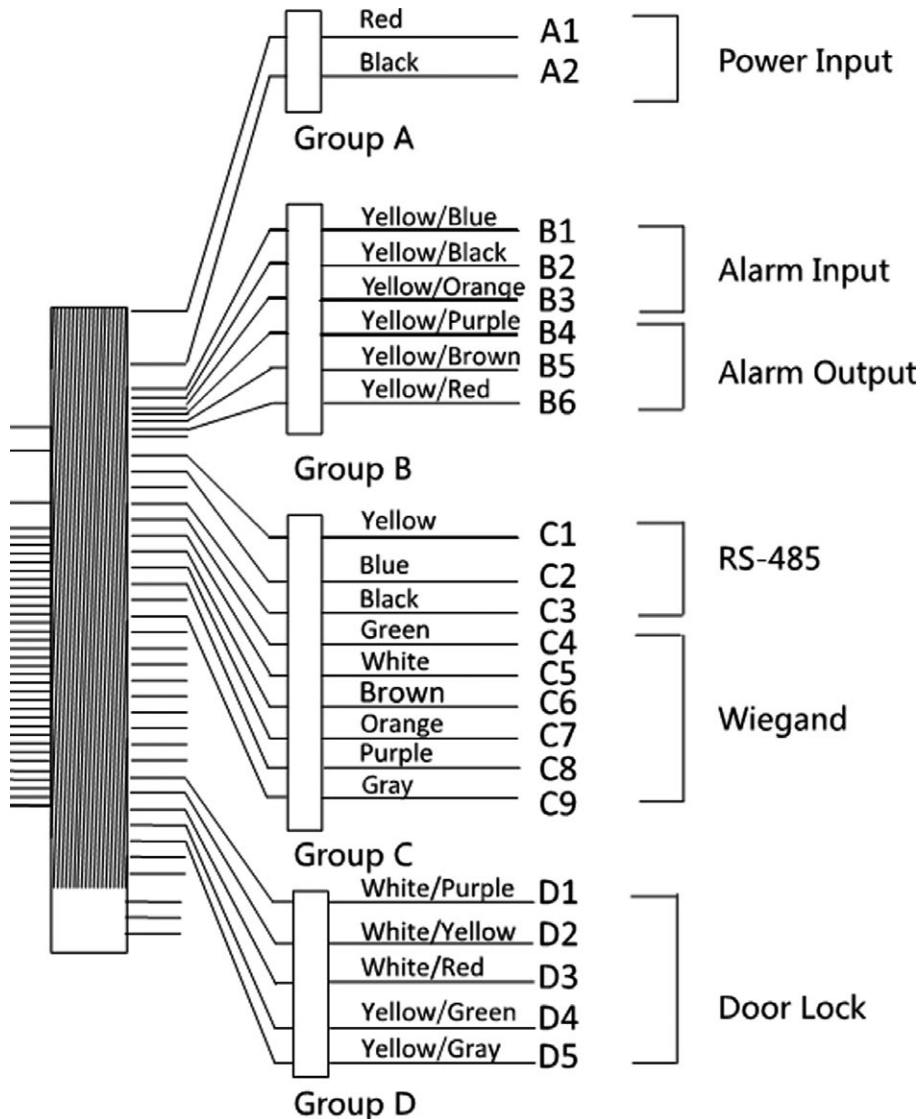 Red A1
Power Input
Black A2
Group A
Yellow/Blue B1
Yellow/Black B2
Alarm Input
Yellow/Orange B3
Yellow/Purple B4
Yellow/Brown B5
Alarm Output
Yellow/Red B6
Group B
Yellow C1
RS-485
Blue C2
Black C3
Green C4
White C5
Brown C6
Wiegand
Orange C7
Purple C8
Gray C9
Group C
White/Purple D1
White/Yellow D2
White/Red D3
Door Lock
Yellow/Green D4
Yellow/Gray D5
Group D